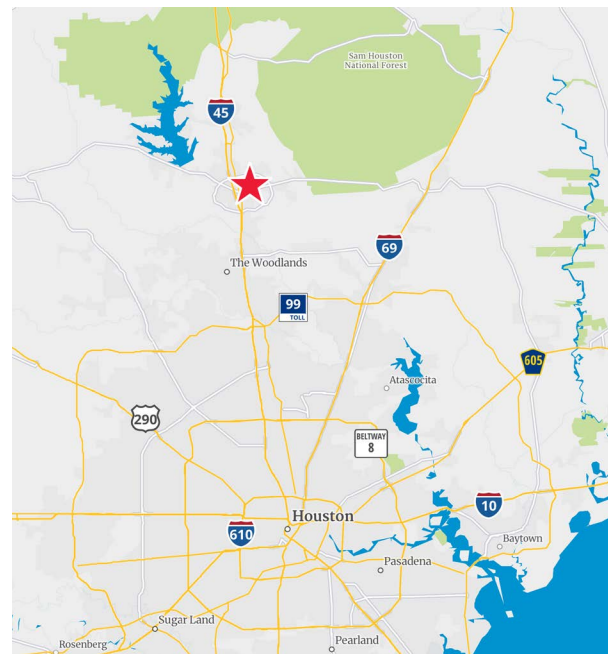 Sam Houston
National Forest
45
The Woodlands
69
99
TOLL
605
Atascocita
290
BELTWAY
8
10
Houston
610
Baytown
Pasadena
Sugar Land
Pearland
Rosenberg